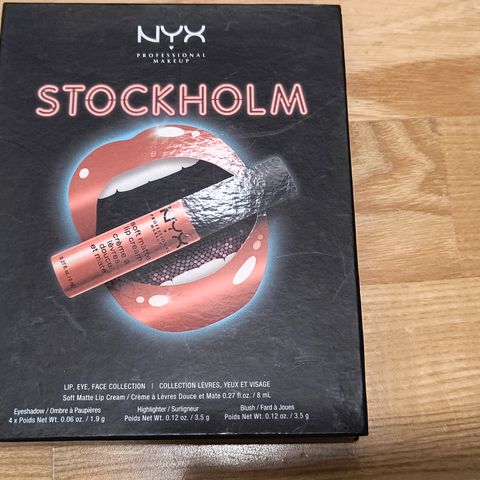 NYX
PROFESSIONAL
MAKEUP
STOCKHOLM
NYX
soft matte
lip cream
crème à
lèvres
douce
et mate
LIP, EYE, FACE COLLECTION | COLLECTION LÈVRES, YEUX ET VISAGE
Soft Matte Lip Cream / Crème à Lèvres Douce et Mate 0.27 fl.oz. / 8 mL
Eyeshadow / Ombre à Paupières
4 x Poids Net Wt. 0.06 oz. / 1.9 g
Highlighter / Surligneur
Poids Net Wt. 0.12 oz. / 3.5 g
Blush / Fard à Joues
Poids Net Wt. 0.12 oz. / 3.5 g